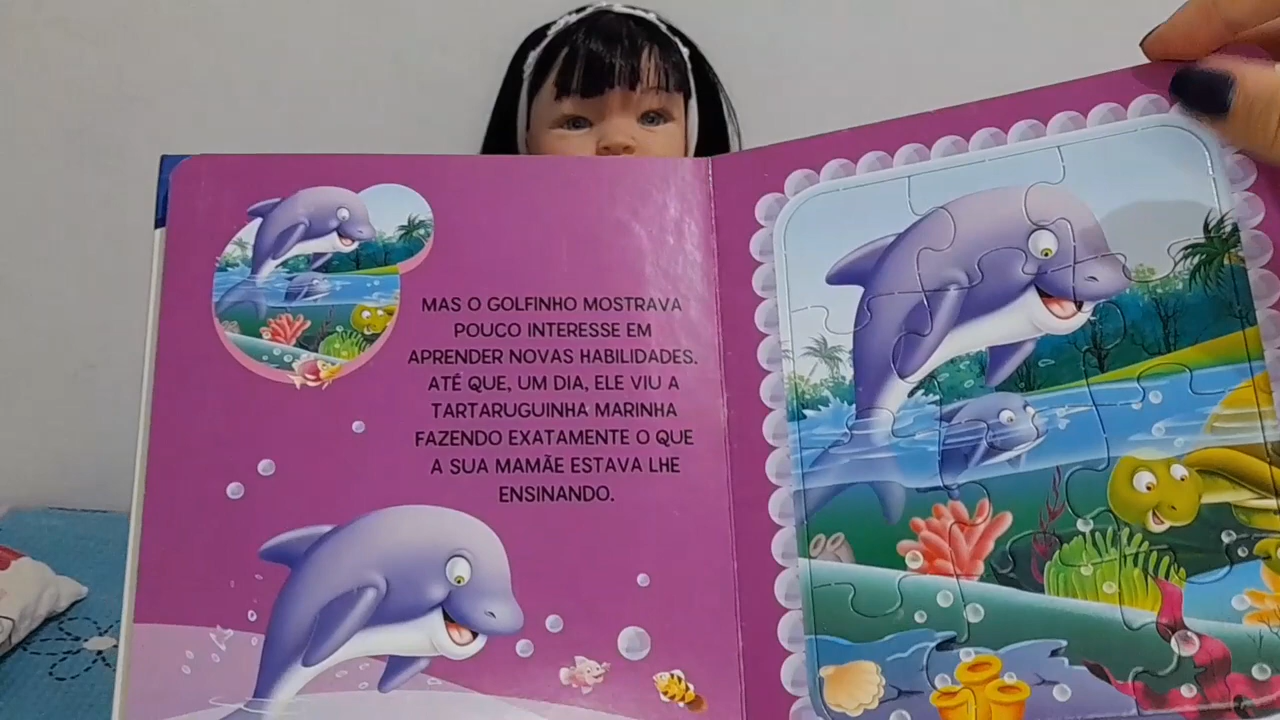 MAS O GOLFINHO MOSTRAVA
POUCO INTERESSE EM
APRENDER NOVAS HABILIDADES.
ATÉ QUE, UM DIA, ELE VIU A
TARTARUGUINHA MARINHA
FAZENDO EXATAMENTE O QUE
A SUA MAMÃE ESTAVA LHE
ENSINANDO.